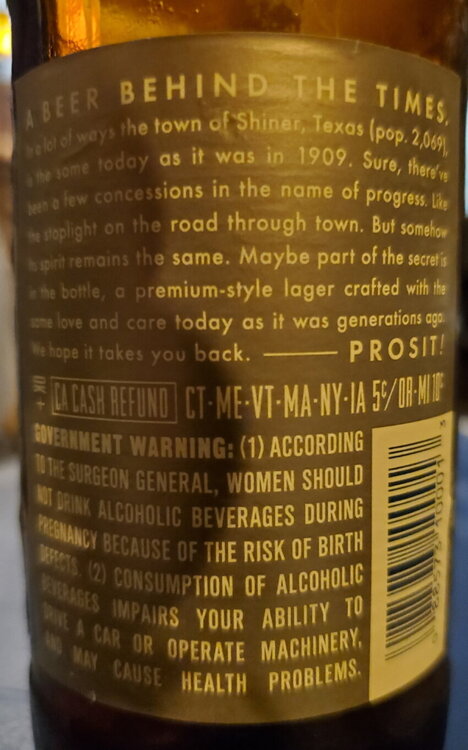 A BEER BEHIND THE TIMES.
In a lot of ways the town of Shiner, Texas (pop. 2,069),
is the same today as it was in 1909. Sure, there've
been a few concessions in the name of progress. Like
the stoplight on the road through town. But somehow
its spirit remains the same. Maybe part of the secret is
in the bottle, a premium-style lager crafted with the
same love and care today as it was generations ago.
We hope it takes you back. —— PROSIT!
CA CASH REFUND CT·ME·VT·MA·NY·IA 5¢/OR·MI 10¢
GOVERNMENT WARNING: (1) ACCORDING
TO THE SURGEON GENERAL, WOMEN SHOULD
NOT DRINK ALCOHOLIC BEVERAGES DURING
PREGNANCY BECAUSE OF THE RISK OF BIRTH
DEFECTS. (2) CONSUMPTION OF ALCOHOLIC
BEVERAGES IMPAIRS YOUR ABILITY TO
DRIVE A CAR OR OPERATE MACHINERY,
AND MAY CAUSE HEALTH PROBLEMS.